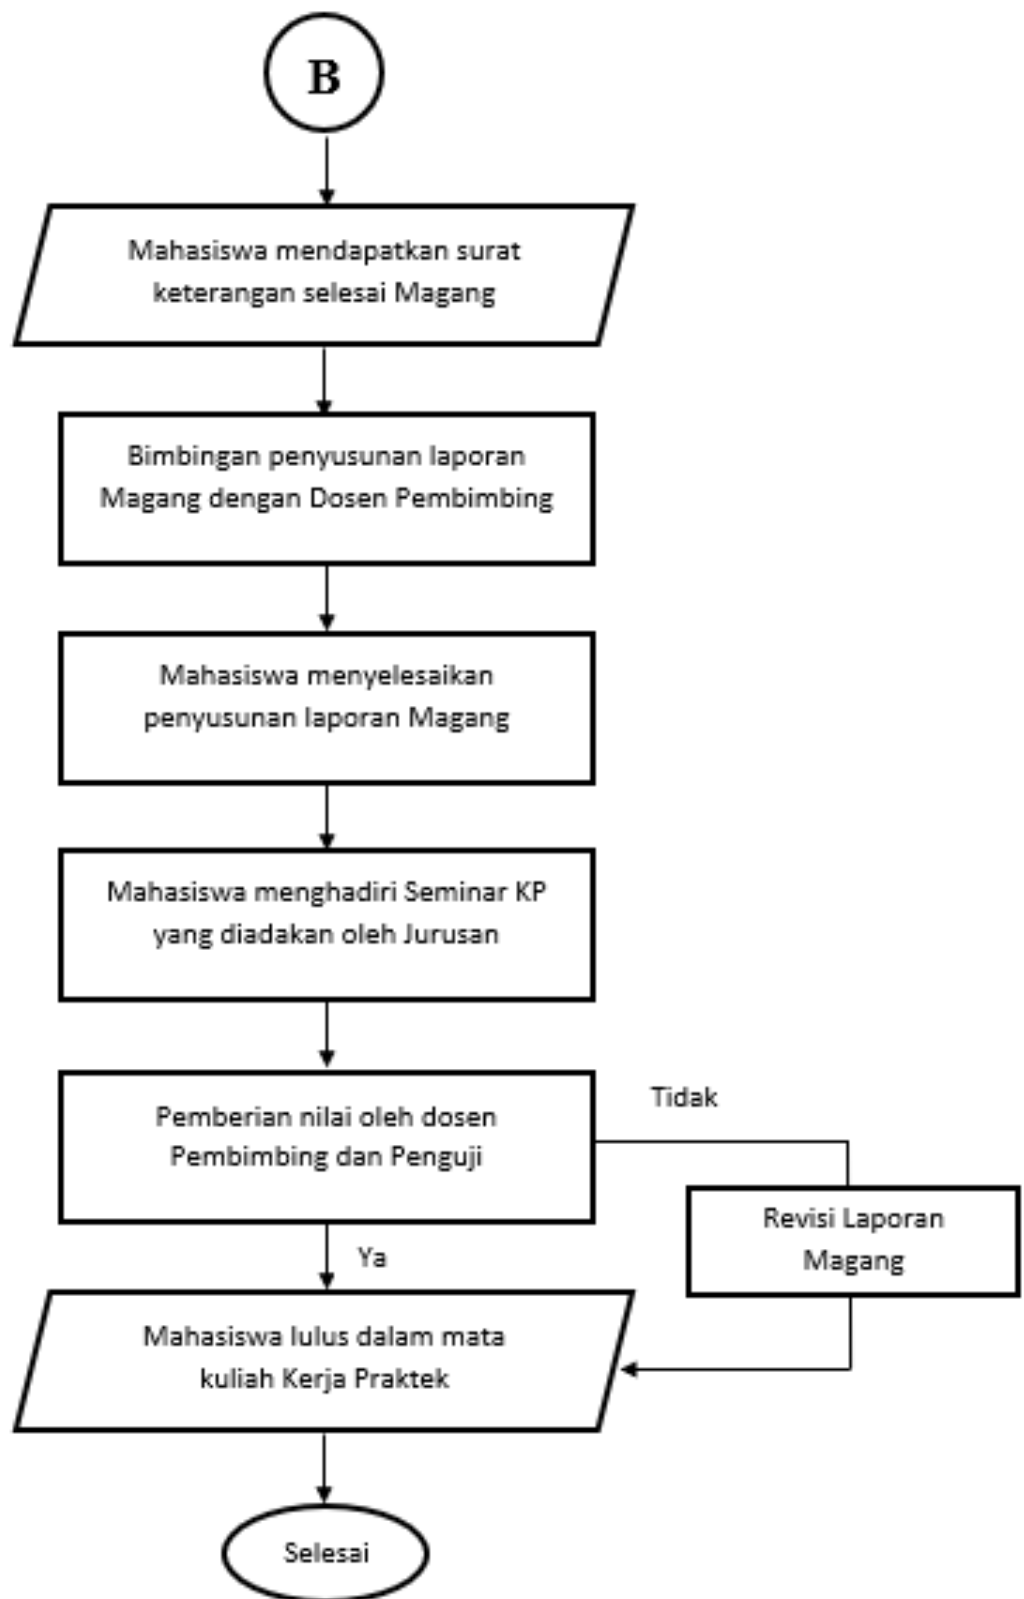 B
Mahasiswa mendapatkan surat
keterangan selesai Magang
Bimbingan penyusunan laporan
Magang dengan Dosen Pembimbing
Mahasiswa menyelesaikan
penyusunan laporan Magang
Mahasiswa menghadiri Seminar KP
yang diadakan oleh Jurusan
Pemberian nilai oleh dosen
Pembimbing dan Penguji
Tidak
Revisi Laporan
Magang
Ya
Mahasiswa lulus dalam mata
kuliah Kerja Praktek
Selesai